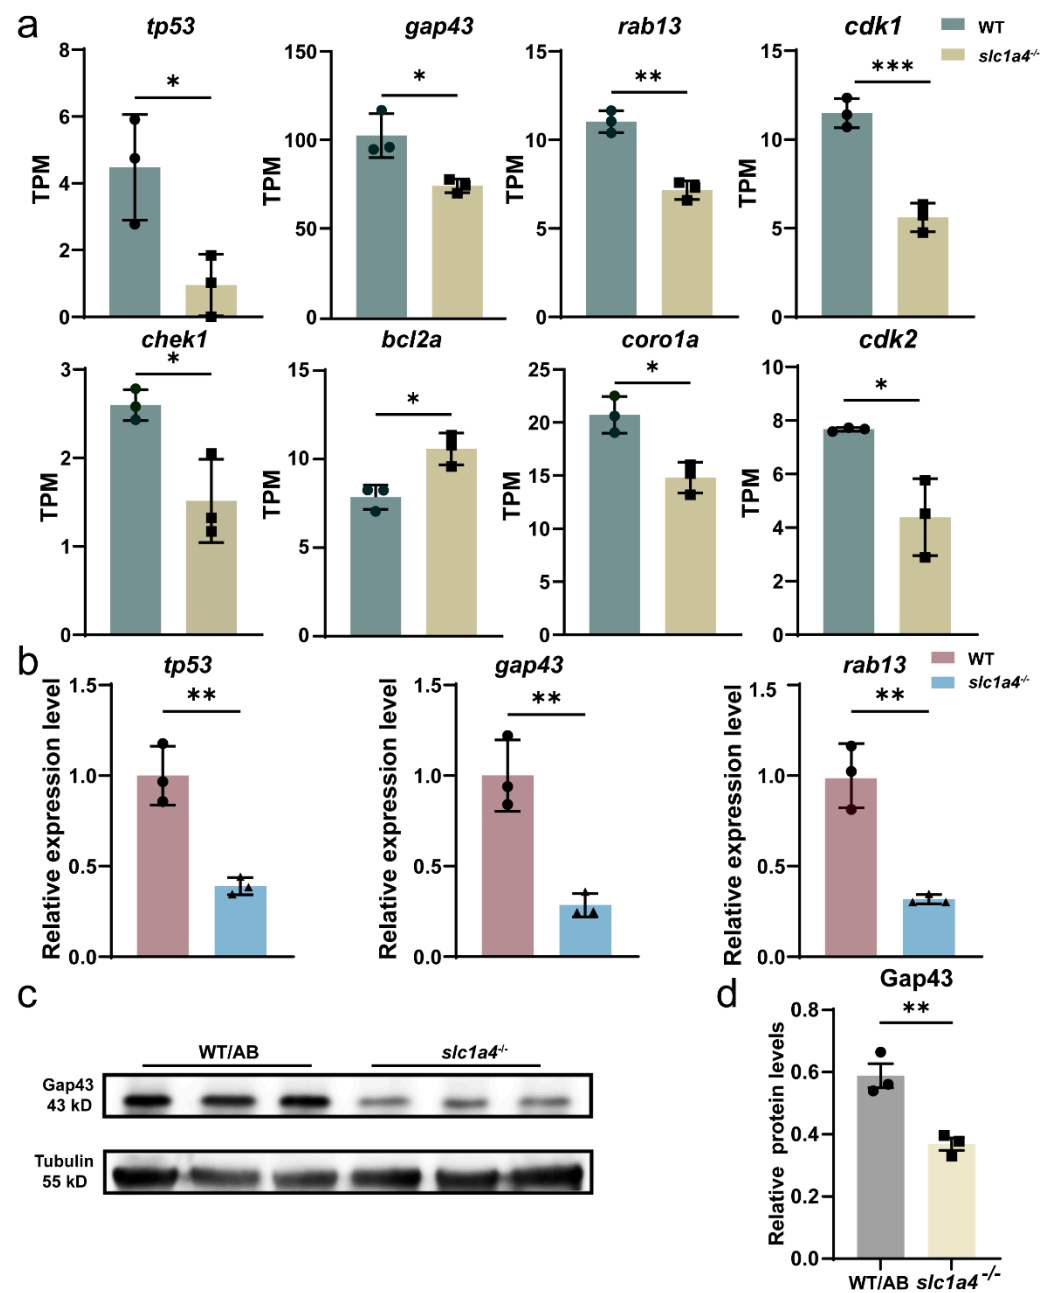 a
tp53
gap43
rab13
cdk1
WT
slc1a4-/-
8
6
4
2
0
TPM
*
150
100
50
0
TPM
*
15
10
5
0
TPM
**
15
10
5
0
TPM
***
chek1
bcl2a
coro1a
cdk2
3
2
1
0
TPM
*
15
10
5
0
TPM
*
25
20
15
10
5
0
TPM
*
10
8
6
4
2
0
TPM
*
b
tp53
gap43
rab13
WT
slc1a4-/-
1.5
1.0
0.5
0.0
Relative expression level
**
1.5
1.0
0.5
0.0
Relative expression level
**
1.5
1.0
0.5
0.0
Relative expression level
**
c
WT/AB
slc1a4-/-
Gap43
43 kD
Tubulin
55 kD
d
Gap43
0.8
0.6
0.4
0.2
0.0
Relative protein levels
**
WT/AB
slc1a4 -/-